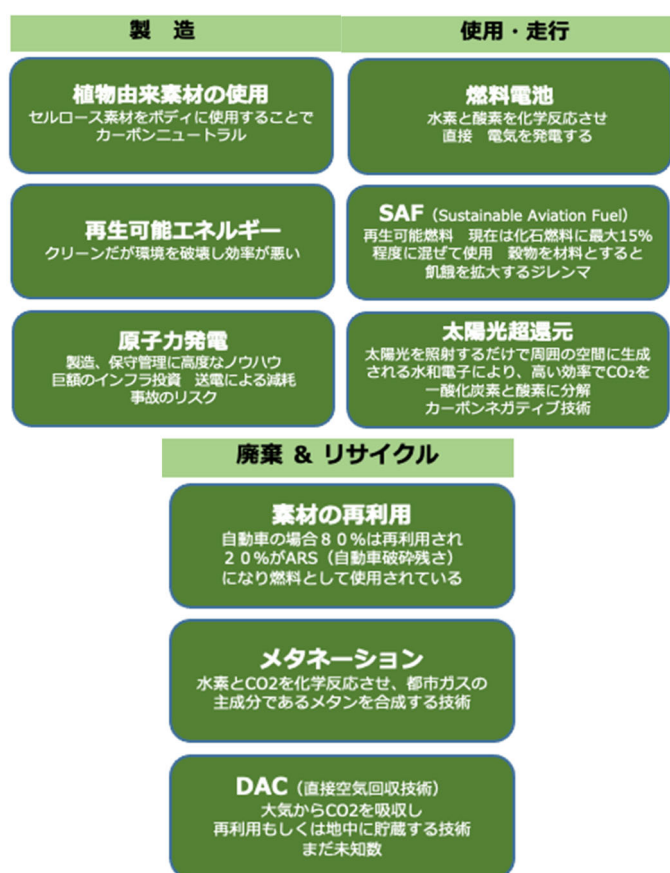 製 造
植物由来素材の使用
セルロース素材をボディに使用することで
カーボンニュートラル
再生可能エネルギー
クリーンだが環境を破壊し効率が悪い
原子力発電
製造、保守管理に高度なノウハウ
巨額のインフラ投資 送電による減耗
事故のリスク
使用・走行
燃料電池
水素と酸素を化学反応させ
直接 電気を発電する
SAF（Sustainable Aviation Fuel）
再生可能燃料 現在は化石燃料に最大15%
程度に混ぜて使用 穀物を材料とすると
飢餓を拡大するジレンマ
太陽光超還元
太陽光を照射するだけで周囲の空間に生成
される水和電子により、高い効率でCO₂を
一酸化炭素と酸素に分解
カーボンネガティブ技術
廃棄 & リサイクル
素材の再利用
自動車の場合８０%は再利用され
２０%がARS（自動車破砕残さ）
になり燃料として使用されている
メタネーション
水素とCO2を化学反応させ、都市ガスの
主成分であるメタンを合成する技術
DAC（直接空気回収技術）
大気からCO2を吸収し
再利用もしくは地中に貯蔵する技術
まだ未知数